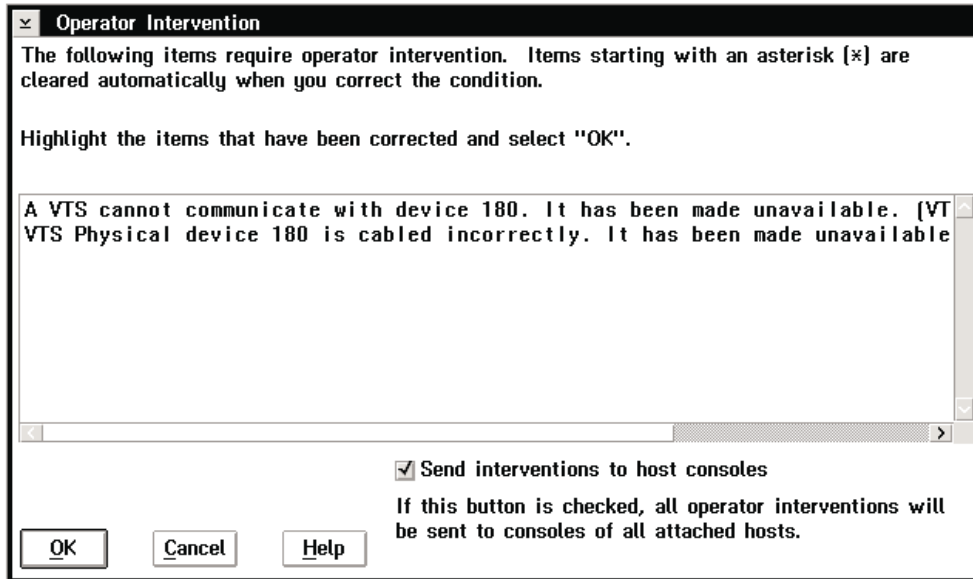 Operator Intervention
The following items require operator intervention. Items starting with an asterisk (*) are
cleared automatically when you correct the condition.
Highlight the items that have been corrected and select "OK".
A VTS cannot communicate with device 180. It has been made unavailable. (VT
VTS Physical device 180 is cabled incorrectly. It has been made unavailable
Send interventions to host consoles
If this button is checked, all operator interventions will
be sent to consoles of all attached hosts.
OK Cancel Help